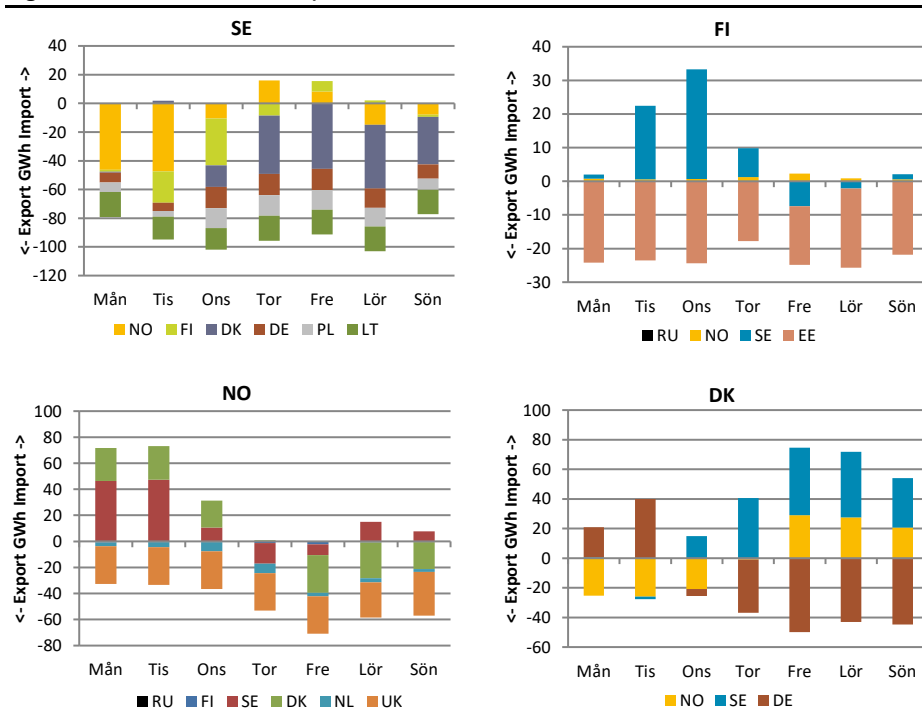 SE
40
20
0
-20
-40
-60
-80
-100
-120
<- Export GWh Import ->
Mån Tis Ons Tor Fre Lör Sön
NO FI DK DE PL LT
FI
40
30
20
10
0
-10
-20
-30
<- Export GWh Import ->
Mån Tis Ons Tor Fre Lör Sön
RU NO SE EE
NO
100
80
60
40
20
0
-20
-40
-60
-80
<- Export GWh Import ->
Mån Tis Ons Tor Fre Lör Sön
RU FI SE DK NL UK
DK
100
80
60
40
20
0
-20
-40
-60
<- Export GWh Import ->
Mån Tis Ons Tor Fre Lör Sön
NO SE DE